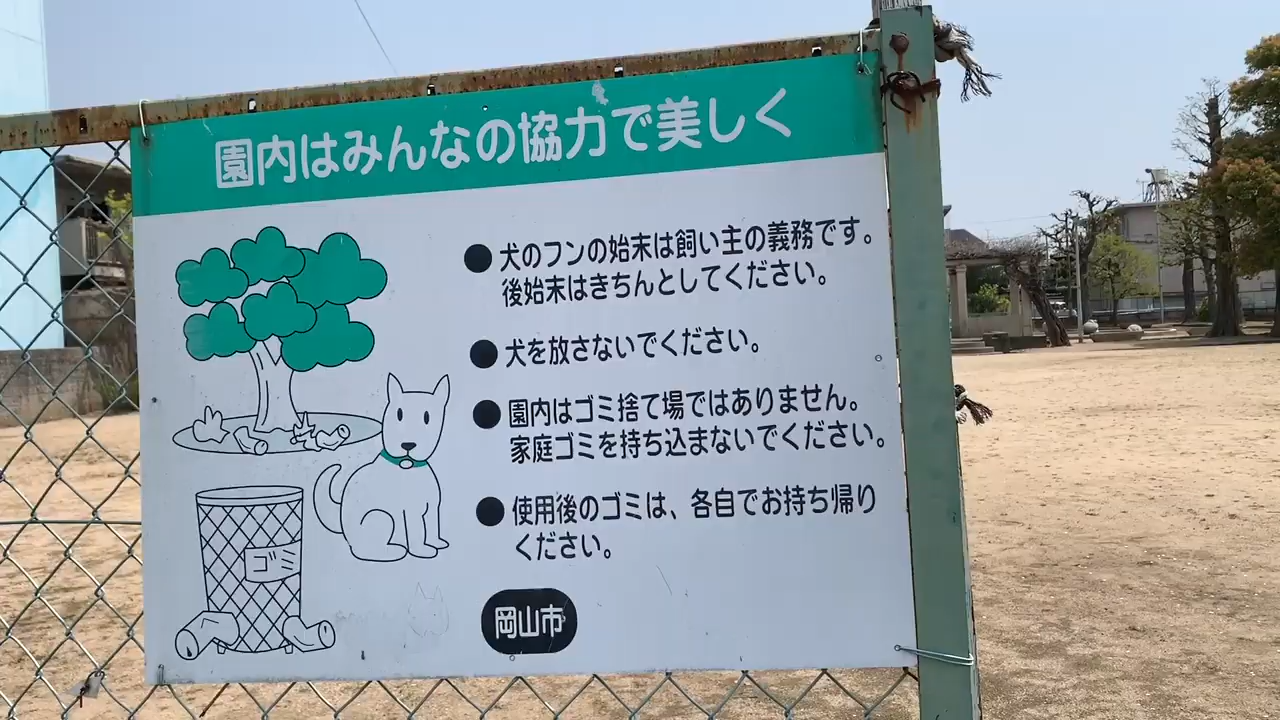 園内はみんなの協力で美しく
●犬のフンの始末は飼い主の義務です。
後始末はきちんとしてください。
●犬を放さないでください。
●園内はゴミ捨て場ではありません。
家庭ゴミを持ち込まないでください。
●使用後のゴミは、各自でお持ち帰り
ください。
ゴミ
岡山市